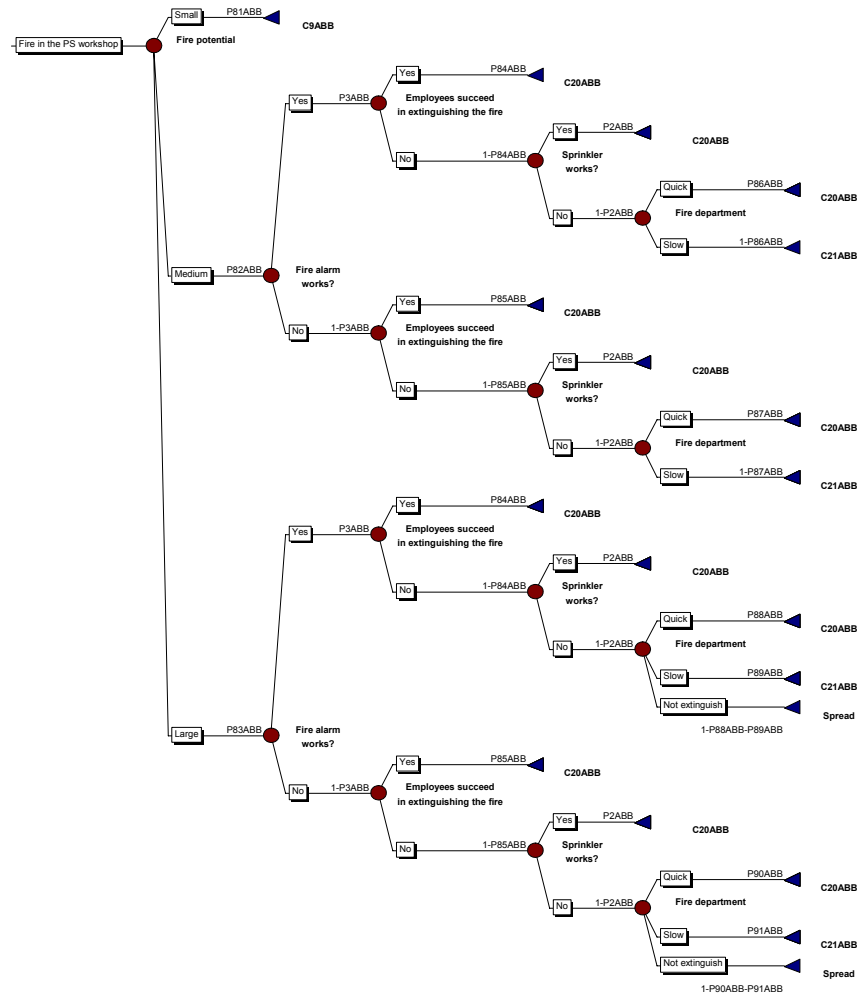 Small
P81ABB
C9ABB
Fire in the PS workshop
Fire potential
Yes
P84ABB
C20ABB
Yes
P3ABB
Employees succeed
in extinguishing the fire
Yes
P2ABB
C20ABB
No
1-P84ABB
Sprinkler
works?
Quick
P86ABB
C20ABB
No
1-P2ABB
Fire department
Slow
1-P86ABB
C21ABB
Medium
P82ABB
Fire alarm
works?
Yes
P85ABB
C20ABB
No
1-P3ABB
Employees succeed
in extinguishing the fire
Yes
P2ABB
C20ABB
No
1-P85ABB
Sprinkler
works?
Quick
P87ABB
C20ABB
No
1-P2ABB
Fire department
Slow
1-P87ABB
C21ABB
Yes
P84ABB
C20ABB
Yes
P3ABB
Employees succeed
in extinguishing the fire
Yes
P2ABB
C20ABB
No
1-P84ABB
Sprinkler
works?
Quick
P88ABB
C20ABB
No
1-P2ABB
Fire department
Slow
P89ABB
C21ABB
Not extinguish
Spread
1-P88ABB-P89ABB
Large
P83ABB
Fire alarm
works?
Yes
P85ABB
C20ABB
No
1-P3ABB
Employees succeed
in extinguishing the fire
Yes
P2ABB
C20ABB
No
1-P85ABB
Sprinkler
works?
Quick
P90ABB
C20ABB
No
1-P2ABB
Fire department
Slow
P91ABB
C21ABB
Not extinguish
Spread
1-P90ABB-P91ABB